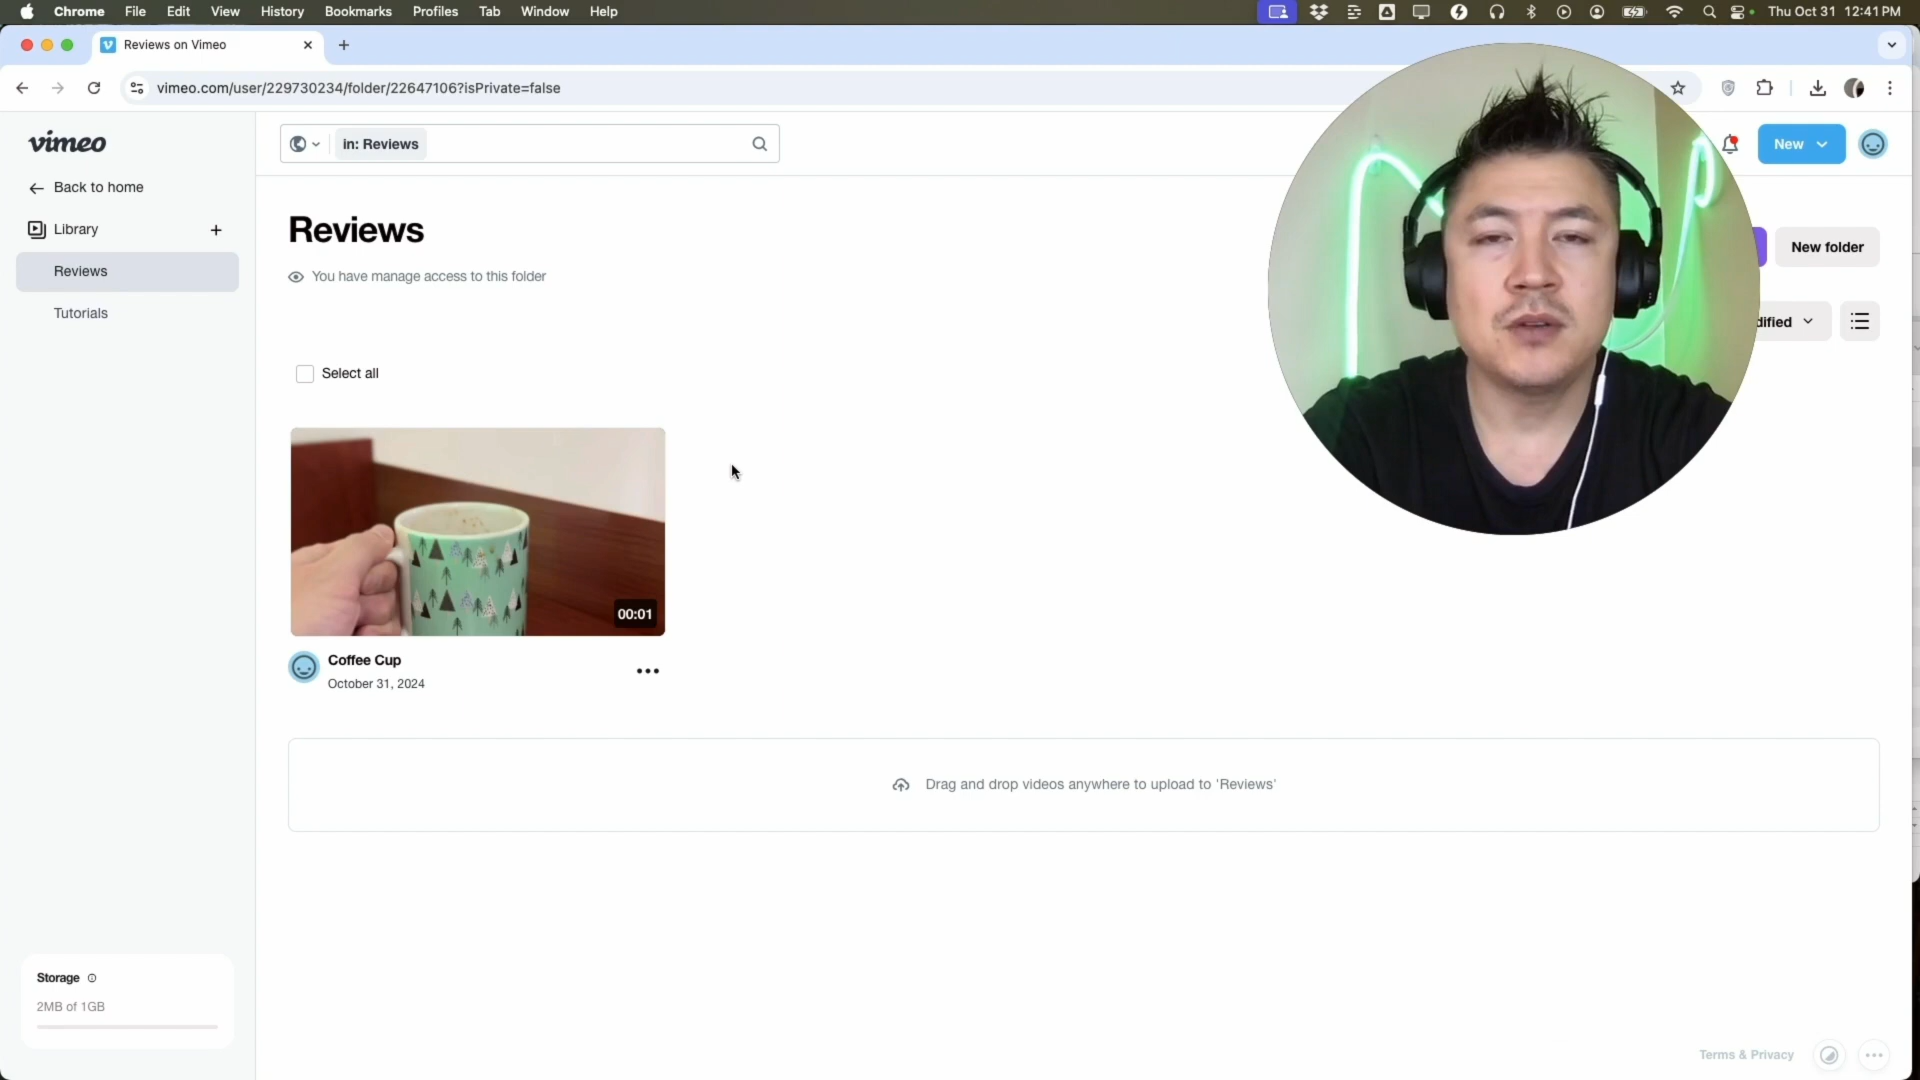 Chrome File Edit View History Bookmarks Profiles Tab Window Help
Thu Oct 31 12:41 PM
Reviews on Vimeo
vimeo.com/user/229730234/folder/22647106?isPrivate=false
vimeo
in: Reviews
New
Back to home
Library
Reviews
Tutorials
Reviews
You have manage access to this folder
New folder
dified
Select all
00:01
Coffee Cup
October 31, 2024
Drag and drop videos anywhere to upload to 'Reviews'
Storage
2MB of 1GB
Terms & Privacy